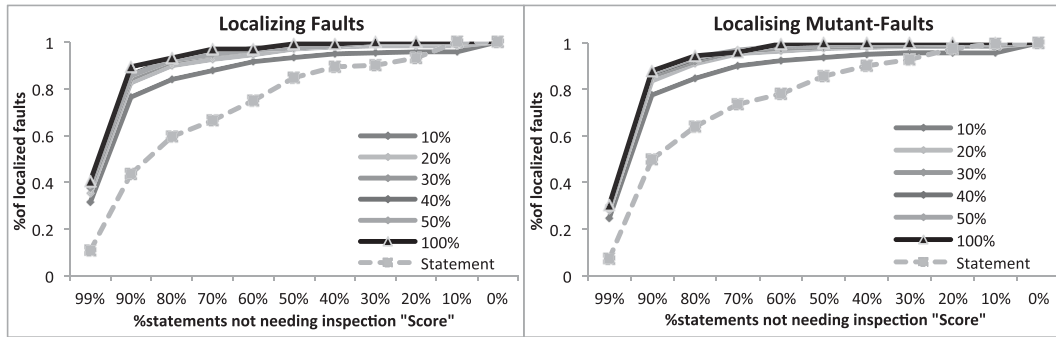 Localizing Faults
%of localized faults
1
0.8
0.6
0.4
0.2
0
10%
20%
30%
40%
50%
100%
Statement
99% 90% 80% 70% 60% 50% 40% 30% 20% 10% 0%
%statements not needing inspection "Score"
Localising Mutant-Faults
%of localized faults
1
0.8
0.6
0.4
0.2
0
10%
20%
30%
40%
50%
100%
Statement
99% 90% 80% 70% 60% 50% 40% 30% 20% 10% 0%
%statements not needing inspection "Score"